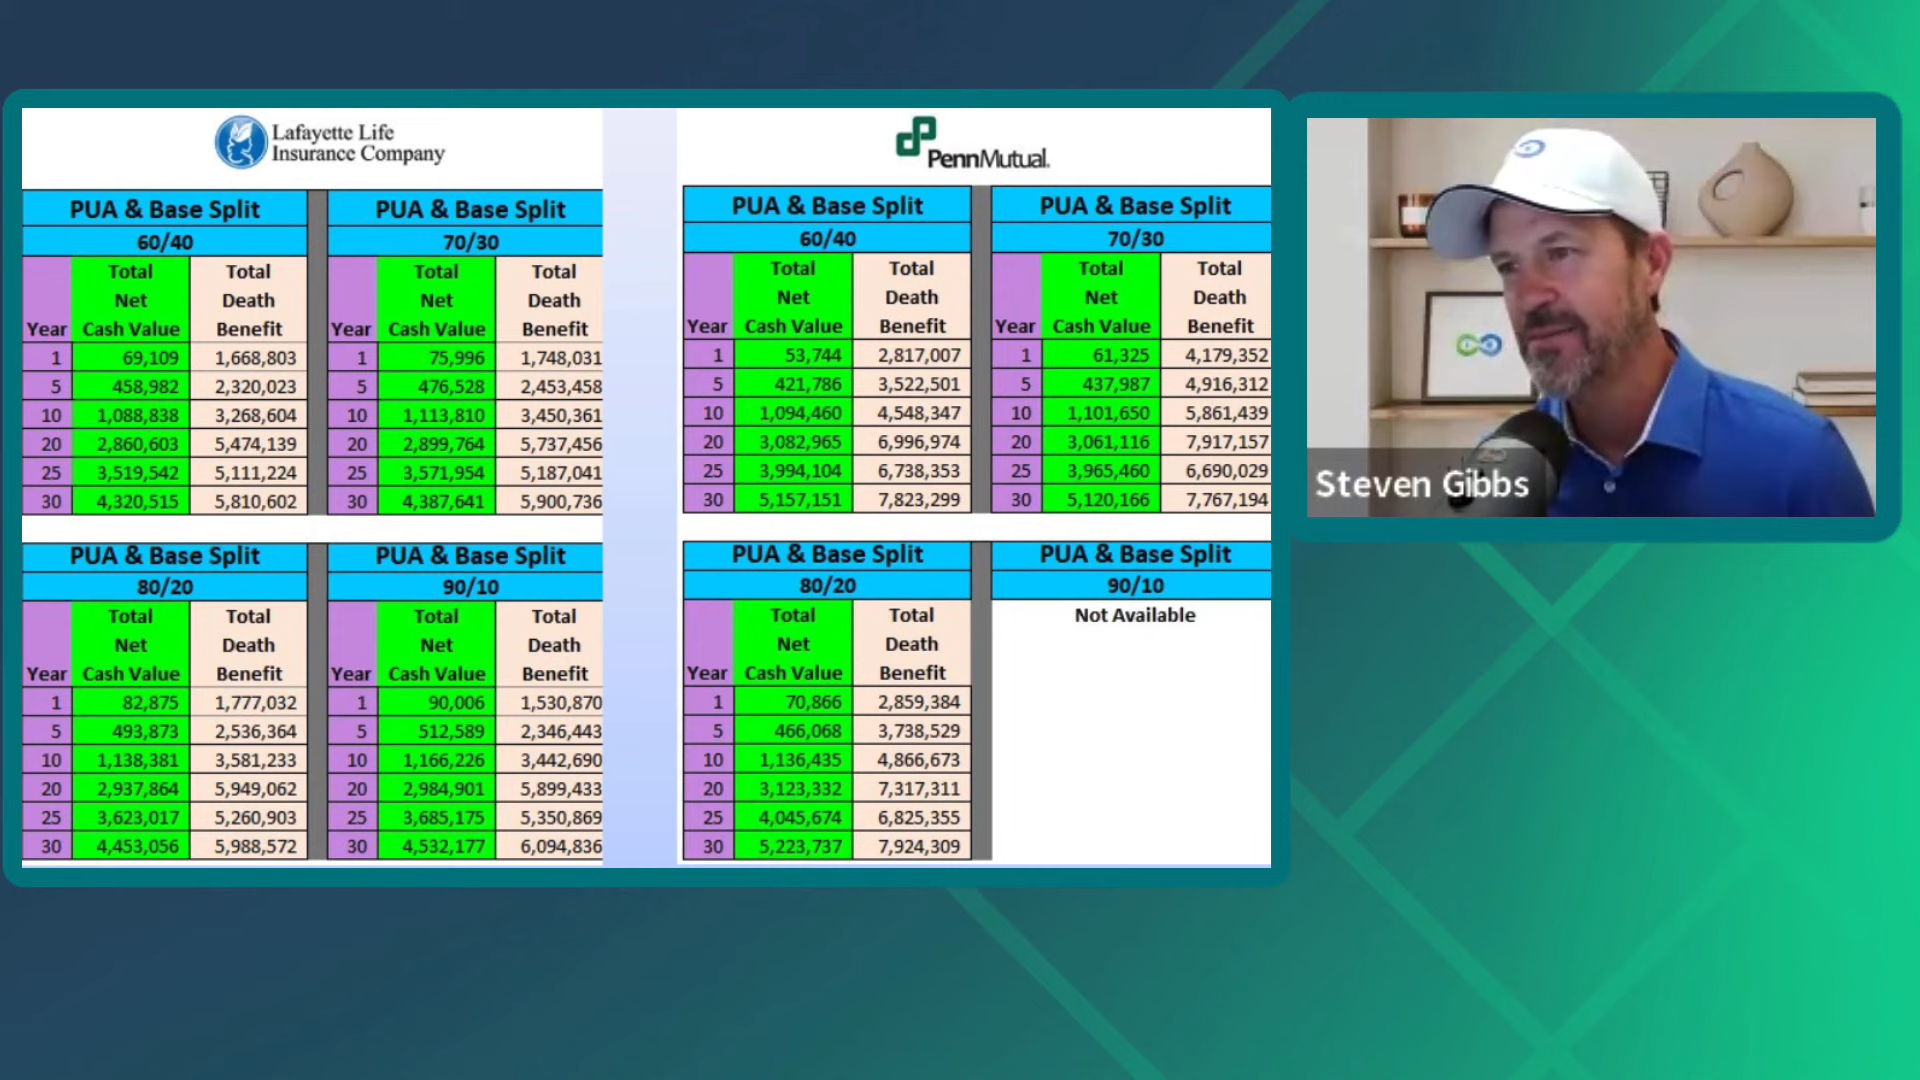 Lafayette Life
Insurance Company
PUA & Base Split
60/40
Total Net Cash Value
Total Death Benefit
Year
1 69,109 1,668,803
5 458,982 2,320,023
10 1,088,838 3,268,604
20 2,860,603 5,474,139
25 3,519,542 5,111,224
30 4,320,515 5,810,602
PUA & Base Split
70/30
Total Net Cash Value
Total Death Benefit
Year
1 75,996 1,748,031
5 476,528 2,453,458
10 1,113,810 3,450,361
20 2,899,764 5,737,456
25 3,571,954 5,187,041
30 4,387,641 5,900,736
PUA & Base Split
80/20
Total Net Cash Value
Total Death Benefit
Year
1 82,875 1,777,032
5 493,873 2,536,364
10 1,138,381 3,581,233
20 2,937,864 5,949,062
25 3,623,017 5,260,903
30 4,453,056 5,988,572
PUA & Base Split
90/10
Total Net Cash Value
Total Death Benefit
Year
1 90,006 1,530,870
5 512,589 2,346,443
10 1,166,226 3,442,690
20 2,984,901 5,899,433
25 3,685,175 5,350,869
30 4,532,177 6,094,836
PennMutual.
PUA & Base Split
60/40
Total Net Cash Value
Total Death Benefit
Year
1 53,744 2,817,007
5 421,786 3,522,501
10 1,094,460 4,548,347
20 3,082,965 6,996,974
25 3,994,104 6,738,353
30 5,157,151 7,823,299
PUA & Base Split
70/30
Total Net Cash Value
Total Death Benefit
Year
1 61,325 4,179,352
5 437,987 4,916,312
10 1,101,650 5,861,439
20 3,061,116 7,917,157
25 3,965,460 6,690,029
30 5,120,166 7,767,194
PUA & Base Split
80/20
Total Net Cash Value
Total Death Benefit
Year
1 70,866 2,859,384
5 466,068 3,738,529
10 1,136,435 4,866,673
20 3,123,332 7,317,311
25 4,045,674 6,825,355
30 5,223,737 7,924,309
PUA & Base Split
90/10
Not Available
Steven Gibbs